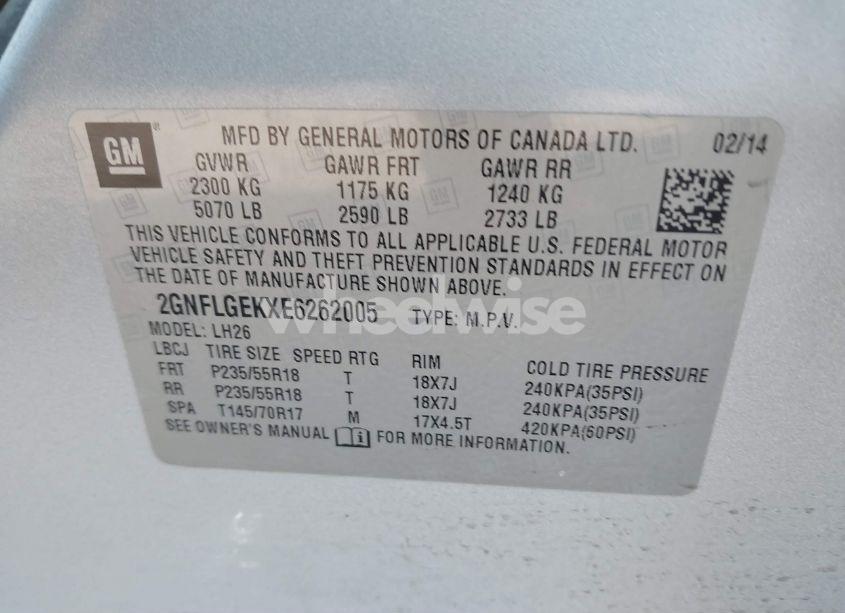 GM
MFD BY GENERAL MOTORS OF CANADA LTD. 02/14
GVWR GAWR FRT GAWR RR
2300 KG 1175 KG 1240 KG
5070 LB 2590 LB 2733 LB
THIS VEHICLE CONFORMS TO ALL APPLICABLE U.S. FEDERAL MOTOR
VEHICLE SAFETY AND THEFT PREVENTION STANDARDS IN EFFECT ON
THE DATE OF MANUFACTURE SHOWN ABOVE.
2GNFLGEKXE6262005 TYPE: M.P.V.
wheelwise
MODEL: LH26
LBCJ TIRE SIZE SPEED RTG RIM COLD TIRE PRESSURE
FRT P235/55R18 T 18X7J 240KPA(35PSI)
RR P235/55R18 T 18X7J 240KPA(35PSI)
SPA T145/70R17 M 17X4.5T 420KPA(60PSI)
SEE OWNER'S MANUAL FOR MORE INFORMATION.